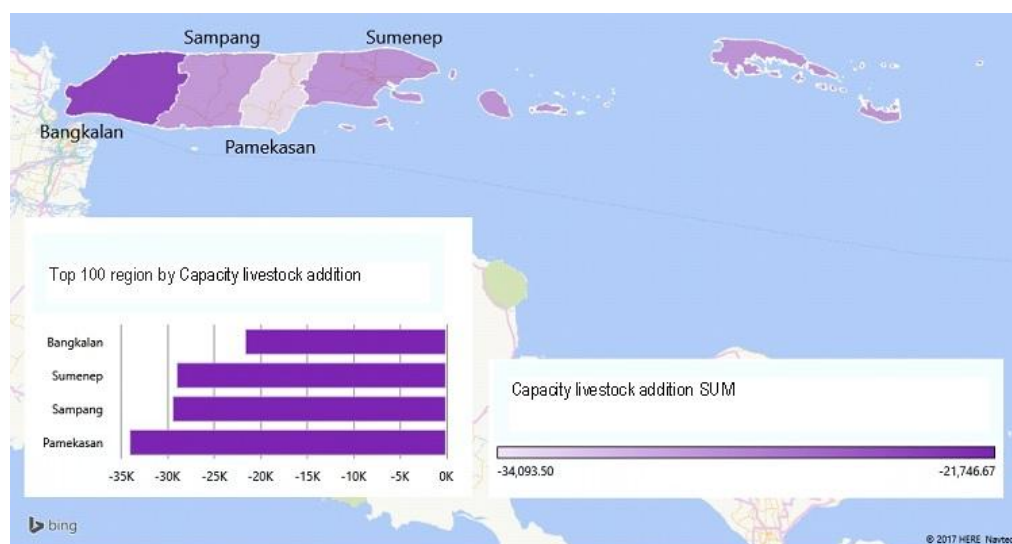 Sampang
Sumenep
Bangkalan
Pamekasan
Top 100 region by Capacity livestock addition
Bangkalan
Sumenep
Sampang
Pamekasan
-35K -30K -25K -20K -15K -10K -5K 0K
Capacity livestock addition SUM
-34,093.50 -21,746.67
bing
© 2017 HERE Navteq